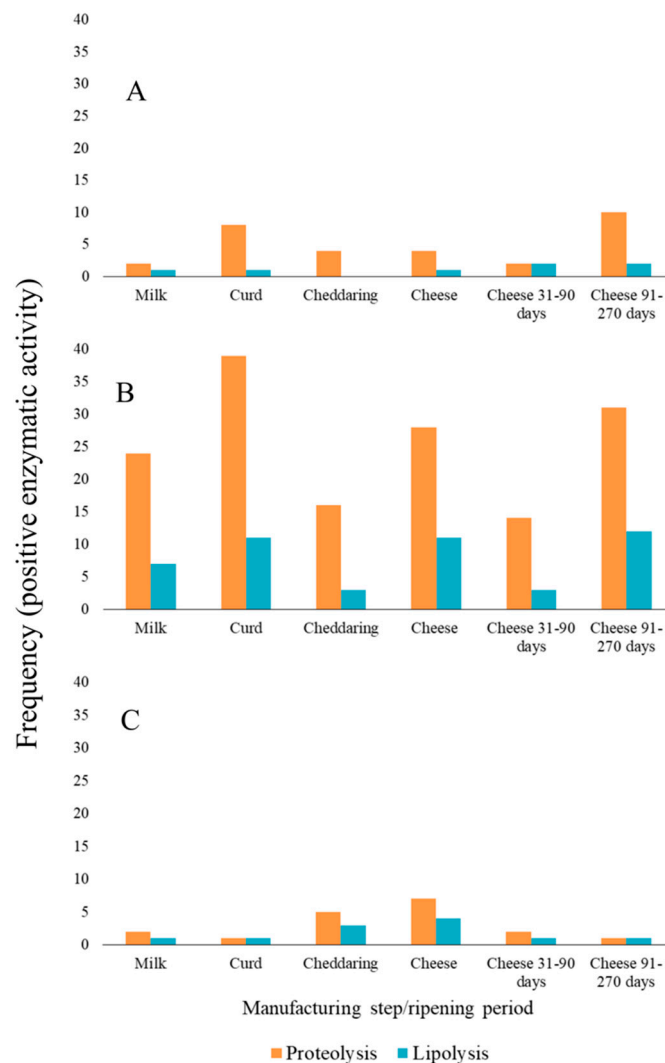 40
35
30
25
20
15
10
5
0
A
Milk
Curd
Cheddaring
Cheese
Cheese 31-90
days
Cheese 91-
270 days
40
35
30
25
20
15
10
5
0
B
Milk
Curd
Cheddaring
Cheese
Cheese 31-90
days
Cheese 91-
270 days
40
35
30
25
20
15
10
5
0
C
Milk
Curd
Cheddaring
Cheese
Cheese 31-90
days
Cheese 91-
270 days
Frequency (positive enzymatic activity)
Manufacturing step/ripening period
Proteolysis
Lipolysis